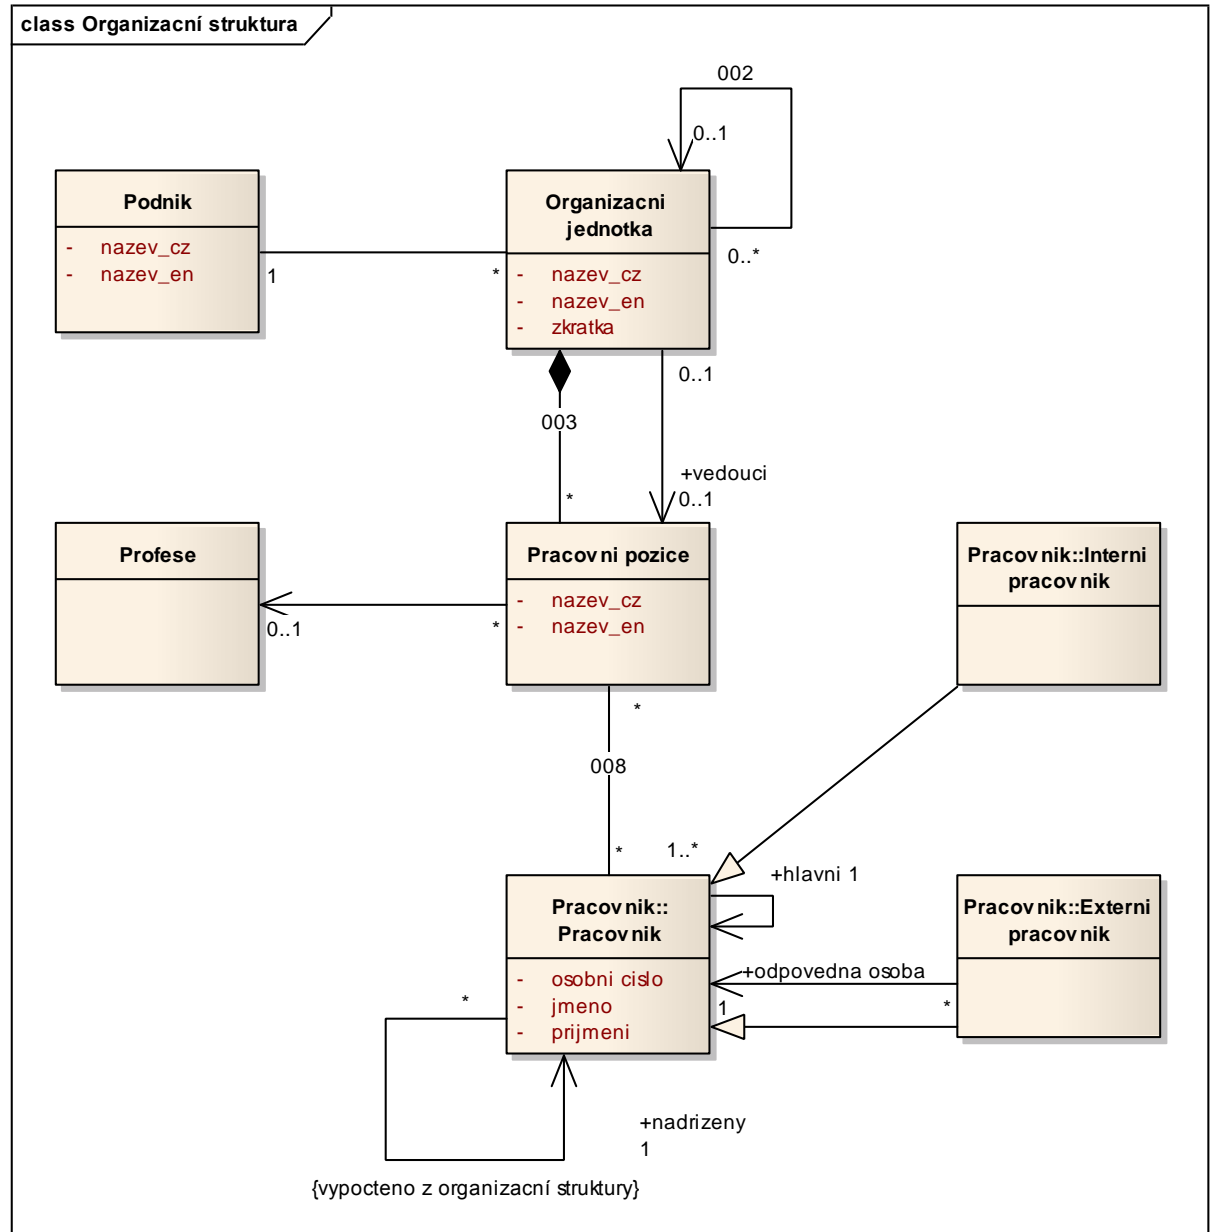 class Organizacní struktura
002
0..1
Podnik
- nazev_cz
- nazev_en
Organizacni
jednotka
- nazev_cz
- nazev_en
- zkratka
1
*
0..*
0..1
003
+vedouci
*
0..1
Profese
Pracovni pozice
- nazev_cz
- nazev_en
Pracovnik::Interni
pracovnik
0..1
*
*
008
*
1..*
+hlavni 1
Pracovnik::
Pracovnik
- osobni cislo
- jmeno
- prijmeni
Pracovnik::Externi
pracovnik
+odpovedna osoba
1
*
*
+nadrizeny
1
{vypocteno z organizacní struktury}